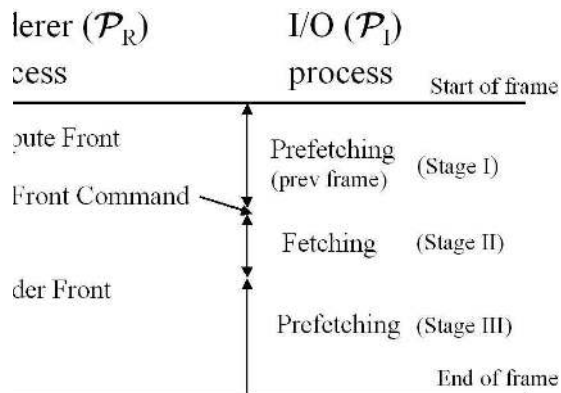 derer (𝒫R) I/O (𝒫I)
cess process
Start of frame
pute Front
Prefetching (Stage I)
(prev frame)
Front Command
Fetching (Stage II)
der Front
Prefetching (Stage III)
End of frame